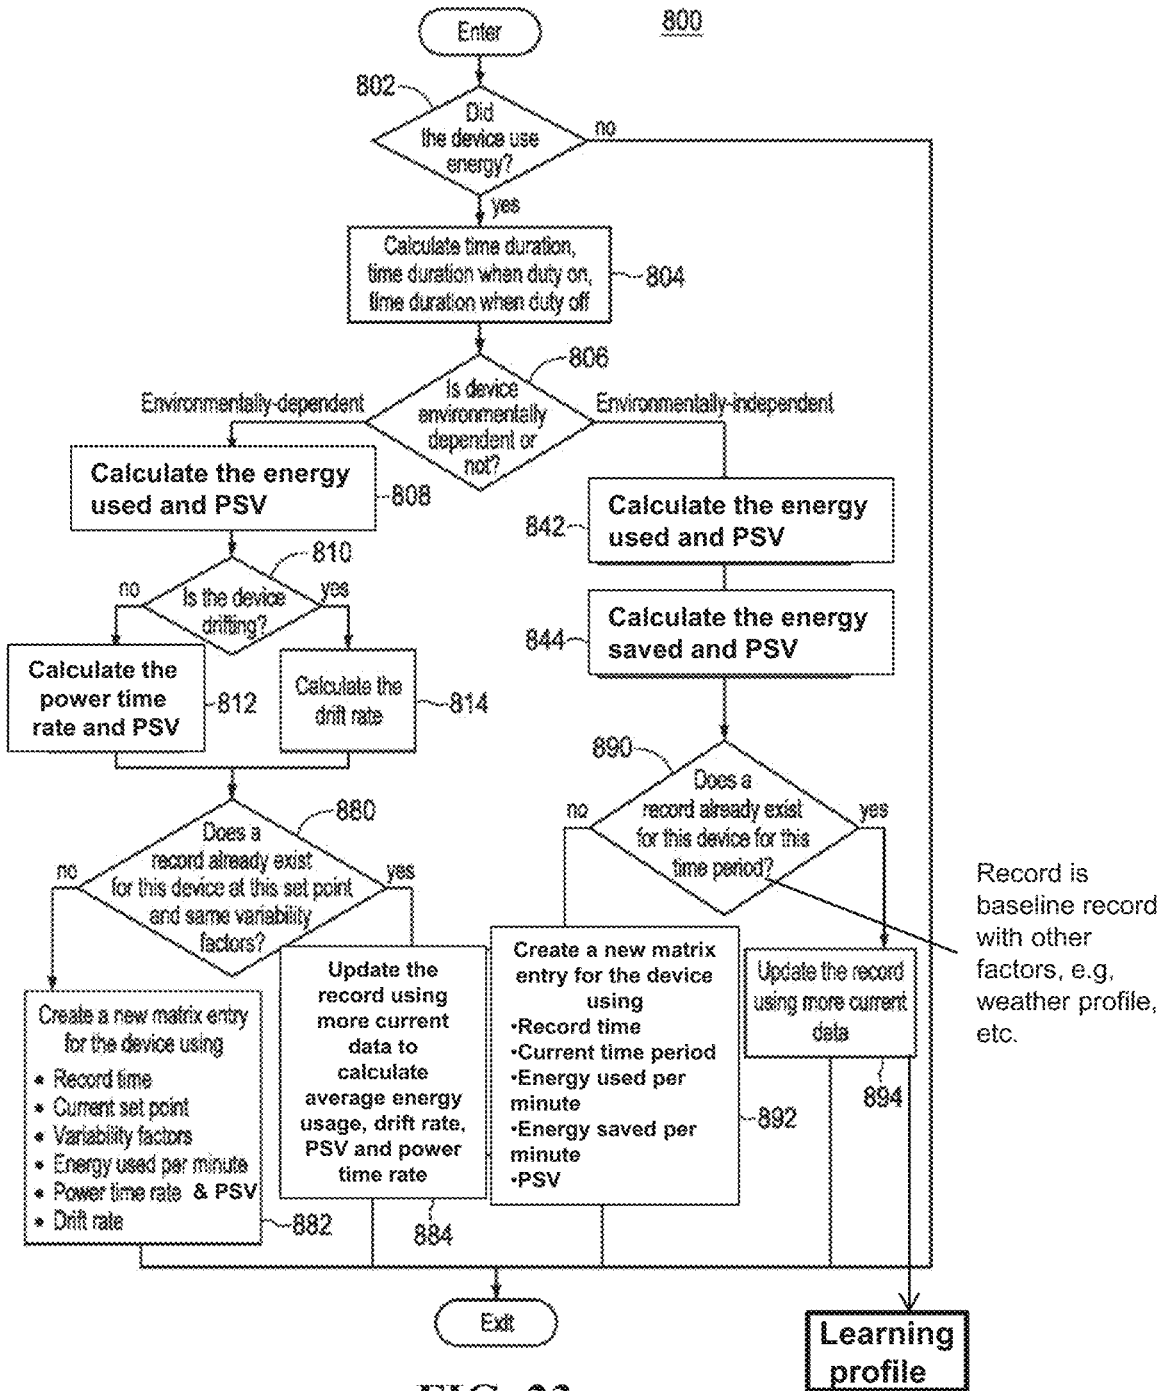 800
Enter
802
Did
the device use
energy?
no
yes
Calculate time duration,
time duration when duty on,
time duration when duty off
804
806
Is device
environmentally
dependent or
not?
Environmentally-dependent
Environmentally-independent
Calculate the energy
used and PSV
808
810
Is the device
drifting?
no
yes
Calculate the
power time
rate and PSV
812
Calculate the
drift rate
814
842
Calculate the energy
used and PSV
844
Calculate the energy
saved and PSV
880
Does a
record already exist
for this device at this set point
and same variability
factors?
no
yes
890
Does a
record already exist
for this device for this
time period?
no
yes
Record is
baseline record
with other
factors, e.g,
weather profile,
etc.
Create a new matrix entry
for the device using
• Record time
• Current set point
• Variability factors
• Energy used per minute
• Power time rate & PSV
• Drift rate
882
Update the
record using
more current
data to
calculate
average energy
usage, drift rate,
PSV and power
time rate
884
Create a new matrix
entry for the device
using
•Record time
•Current time period
•Energy used per
minute
•Energy saved per
minute
•PSV
892
Update the record
using more current
data
894
Exit
Learning
profile